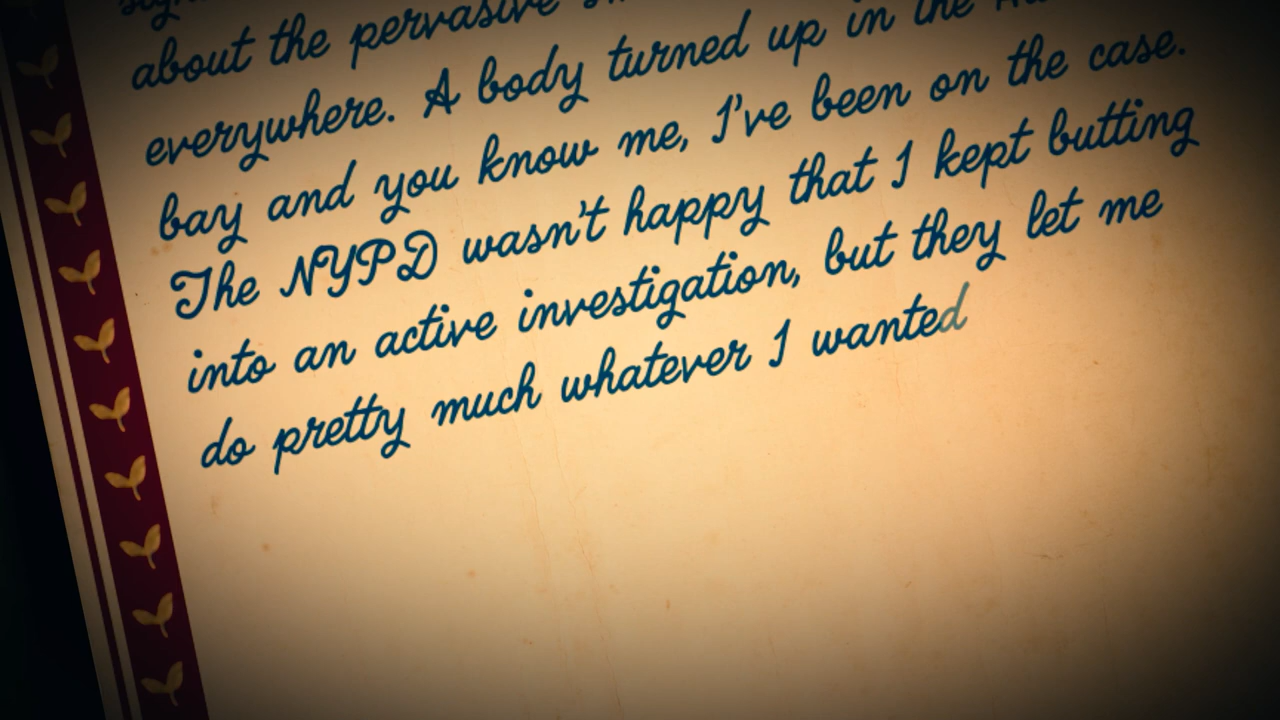 about the pervasive
everywhere. A body turned up in the
bay and you know me, I've been on the case.
The NYPD wasn't happy that I kept butting
into an active investigation, but they let me
do pretty much whatever I wanted